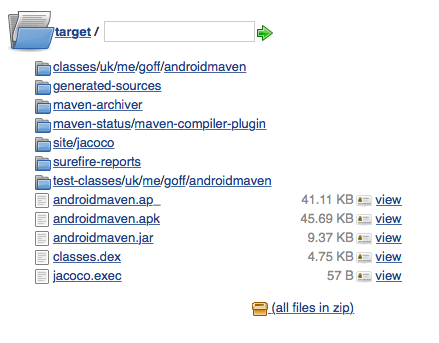 target /
classes/uk/me/goff/androidmaven
generated-sources
maven-archiver
maven-status/maven-compiler-plugin
site/jacoco
surefire-reports
test-classes/uk/me/goff/androidmaven
androidmaven.ap_ 41.11 KB view
androidmaven.apk 45.69 KB view
androidmaven.jar 9.37 KB view
classes.dex 4.75 KB view
jacoco.exec 57 B view
(all files in zip)